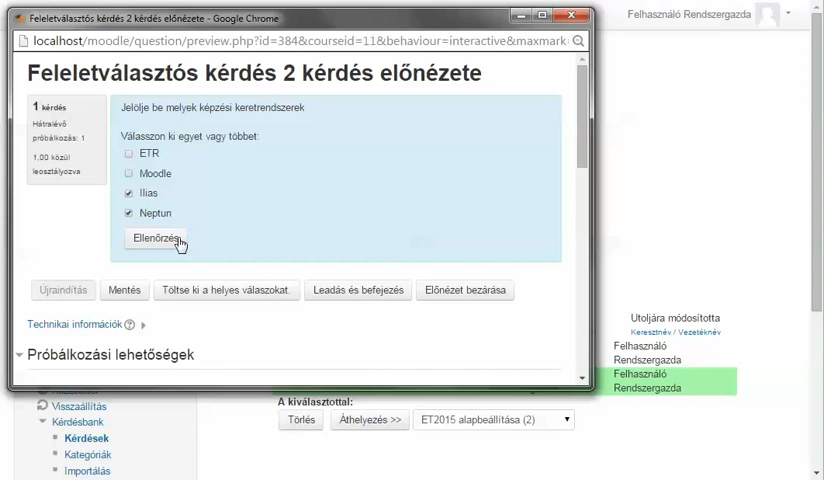 Feleletválasztós kérdés 2 kérdés előnézete - Google Chrome
localhost/moodle/question/preview.php?id=384&courseid=11&behaviour=interactive&maxmark=
Felhasználó Rendszergazda
Feleletválasztós kérdés 2 kérdés előnézete
1 kérdés
Hátralévő
próbálkozás: 1
1,00 közül
leosztályozva
Jelölje be melyek képzési keretrendszerek
Válasszon ki egyet vagy többet:
ETR
Moodle
Ilias
Neptun
Ellenőrzés
Újraindítás
Mentés
Töltse ki a helyes válaszokat.
Leadás és befejezés
Előnézet bezárása
Technikai információk
Próbálkozási lehetőségek
Utoljára módosította
Keresztnév / Vezetéknév
Felhasználó
Rendszergazda
Felhasználó
Rendszergazda
A kiválasztottal:
Törlés
Áthelyezés >>
ET2015 alapbeállítása (2)
Visszaállítás
Kérdésbank
Kérdések
Kategóriák
Importálás